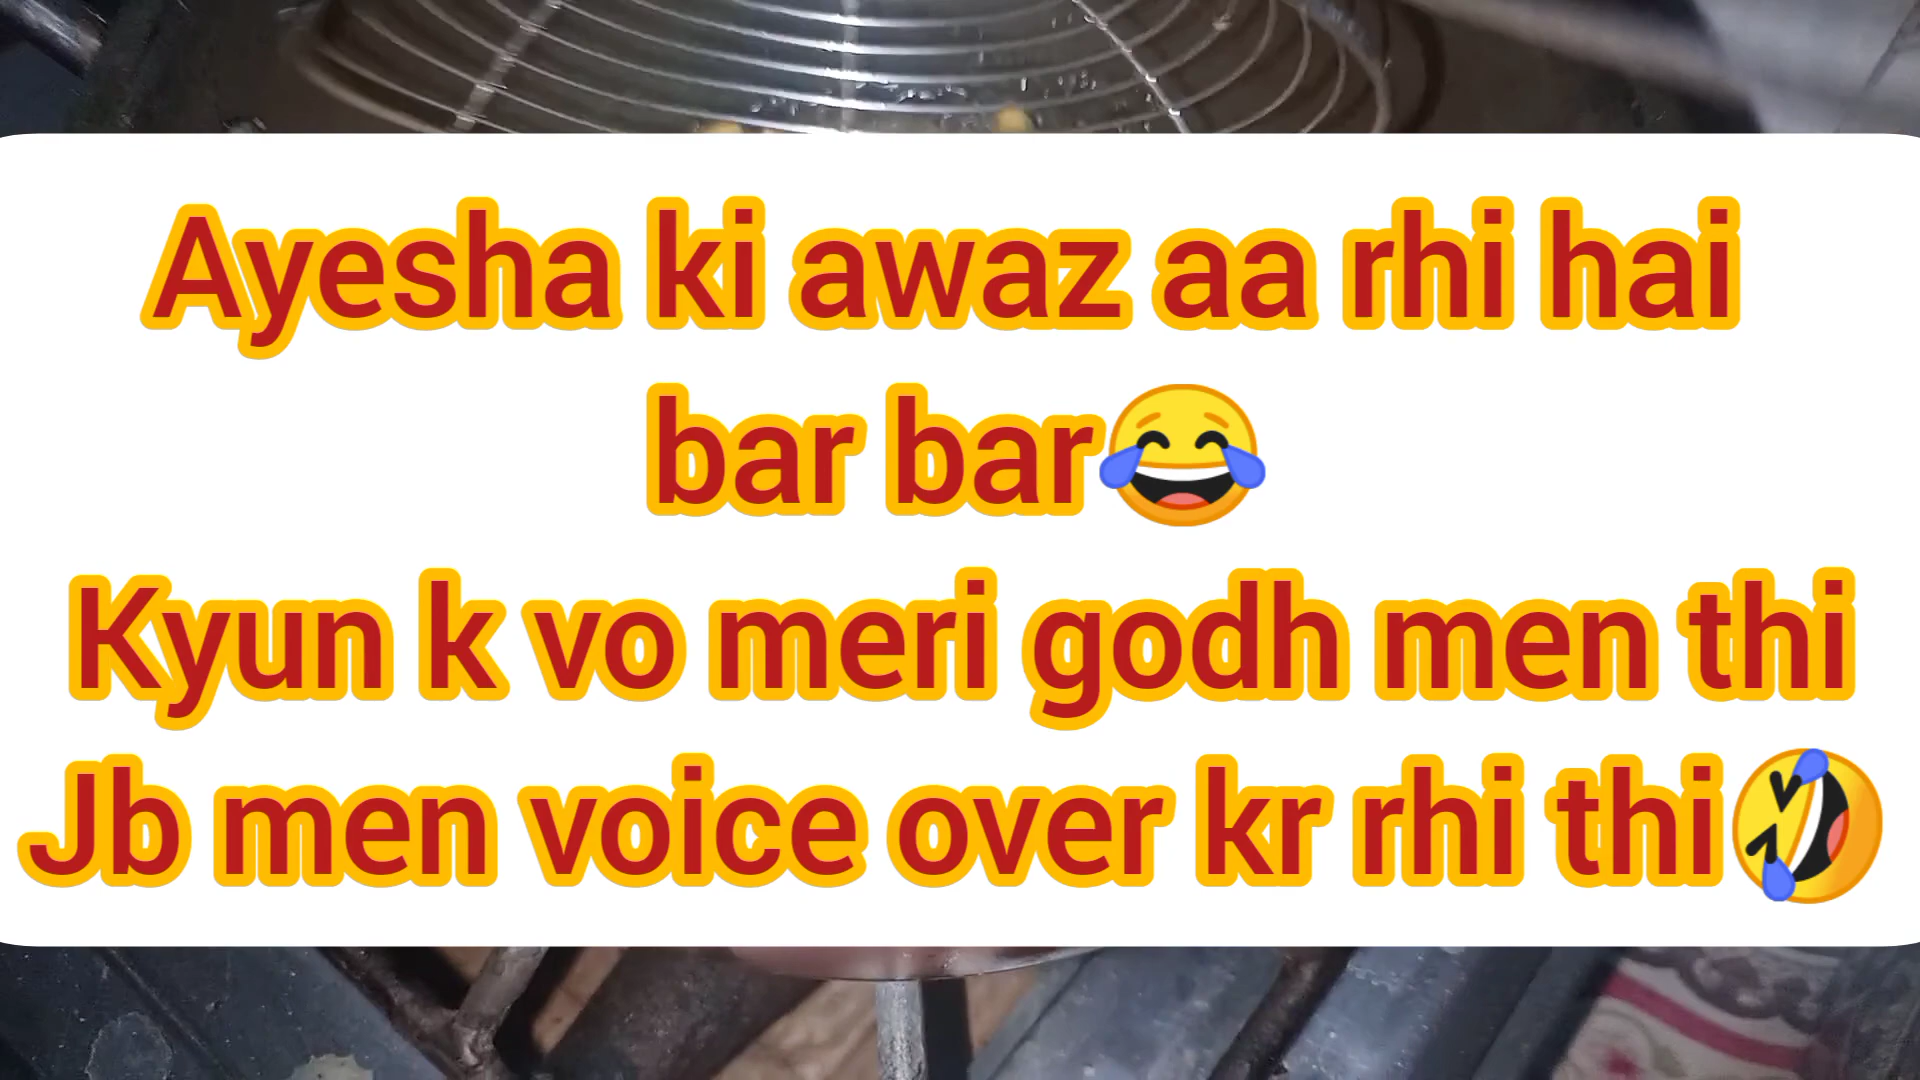 Ayesha ki awaz aa rhi hai
bar bar😂
Kyun k vo meri godh men thi
Jb men voice over kr rhi thi🤣